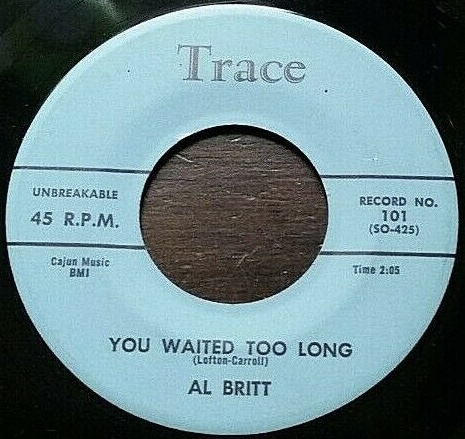 Trace
UNBREAKABLE
45 R.P.M.
RECORD NO.
101
(SO-425)
Cajun Music
BMI
Time 2:05
YOU WAITED TOO LONG
(Lofton-Carroll)
AL BRITT